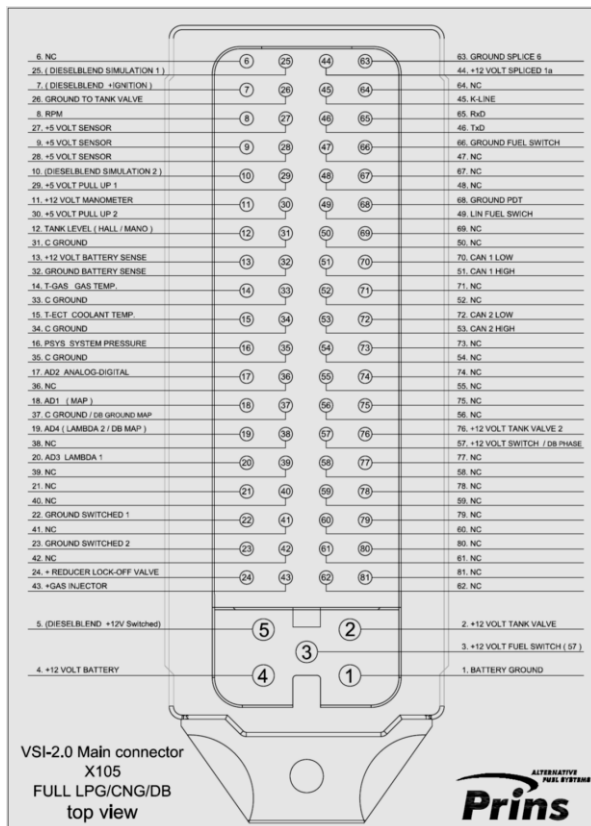 6. NC
25. ( DIESELBLEND SIMULATION 1 )
7. ( DIESELBLEND +IGNITION )
26. GROUND TO TANK VALVE
8. RPM
27. +5 VOLT SENSOR
9. +5 VOLT SENSOR
28. +5 VOLT SENSOR
10. (DIESELBLEND SIMULATION 2 )
29. +5 VOLT PULL UP 1
11. +12 VOLT MANOMETER
30. +5 VOLT PULL UP 2
12. TANK LEVEL ( HALL / MANO )
31. C GROUND
13. +12 VOLT BATTERY SENSE
32. GROUND BATTERY SENSE
14. T-GAS GAS TEMP.
33. C GROUND
15. T-ECT COOLANT TEMP.
34. C GROUND
16. PSYS SYSTEM PRESSURE
35. C GROUND
17. AD2 ANALOG-DIGITAL
36. NC
18. AD1 ( MAP )
37. C GROUND / DB GROUND MAP
19. AD4 ( LAMBDA 2 / DB MAP )
38. NC
20. AD3 LAMBDA 1
39. NC
21. NC
40. NC
22. GROUND SWITCHED 1
41. NC
23. GROUND SWITCHED 2
42. NC
24. + REDUCER LOCK-OFF VALVE
43. +GAS INJECTOR
5. (DIESELBLEND +12V Switched)
4. +12 VOLT BATTERY
6 25 44 63
7 26 45 64
8 27 46 65
9 28 47 66
10 29 48 67
11 30 49 68
12 31 50 69
13 32 51 70
14 33 52 71
15 34 53 72
16 35 54 73
17 36 55 74
18 37 56 75
19 38 57 76
20 39 58 77
21 40 59 78
22 41 60 79
23 42 61 80
24 43 62 81
5 2
3
4 1
63. GROUND SPLICE 6
44. +12 VOLT SPLICED 1a
64. NC
45. K-LINE
65. RxD
46. TxD
66. GROUND FUEL SWITCH
47. NC
67. NC
48. NC
68. GROUND PDT
49. LIN FUEL SWICH
69. NC
50. NC
70. CAN 1 LOW
51. CAN 1 HIGH
71. NC
52. NC
72. CAN 2 LOW
53. CAN 2 HIGH
73. NC
54. NC
74. NC
55. NC
75. NC
56. NC
76. +12 VOLT TANK VALVE 2
57. +12 VOLT SWITCH / DB PHASE
77. NC
58. NC
78. NC
59. NC
79. NC
60. NC
80. NC
61. NC
81. NC
62. NC
2. +12 VOLT TANK VALVE
3. +12 VOLT FUEL SWITCH ( 57 )
1. BATTERY GROUND
VSI-2.0 Main connector
X105
FULL LPG/CNG/DB
top view
ALTERNATIVE
FUEL SYSTEMS
Prins